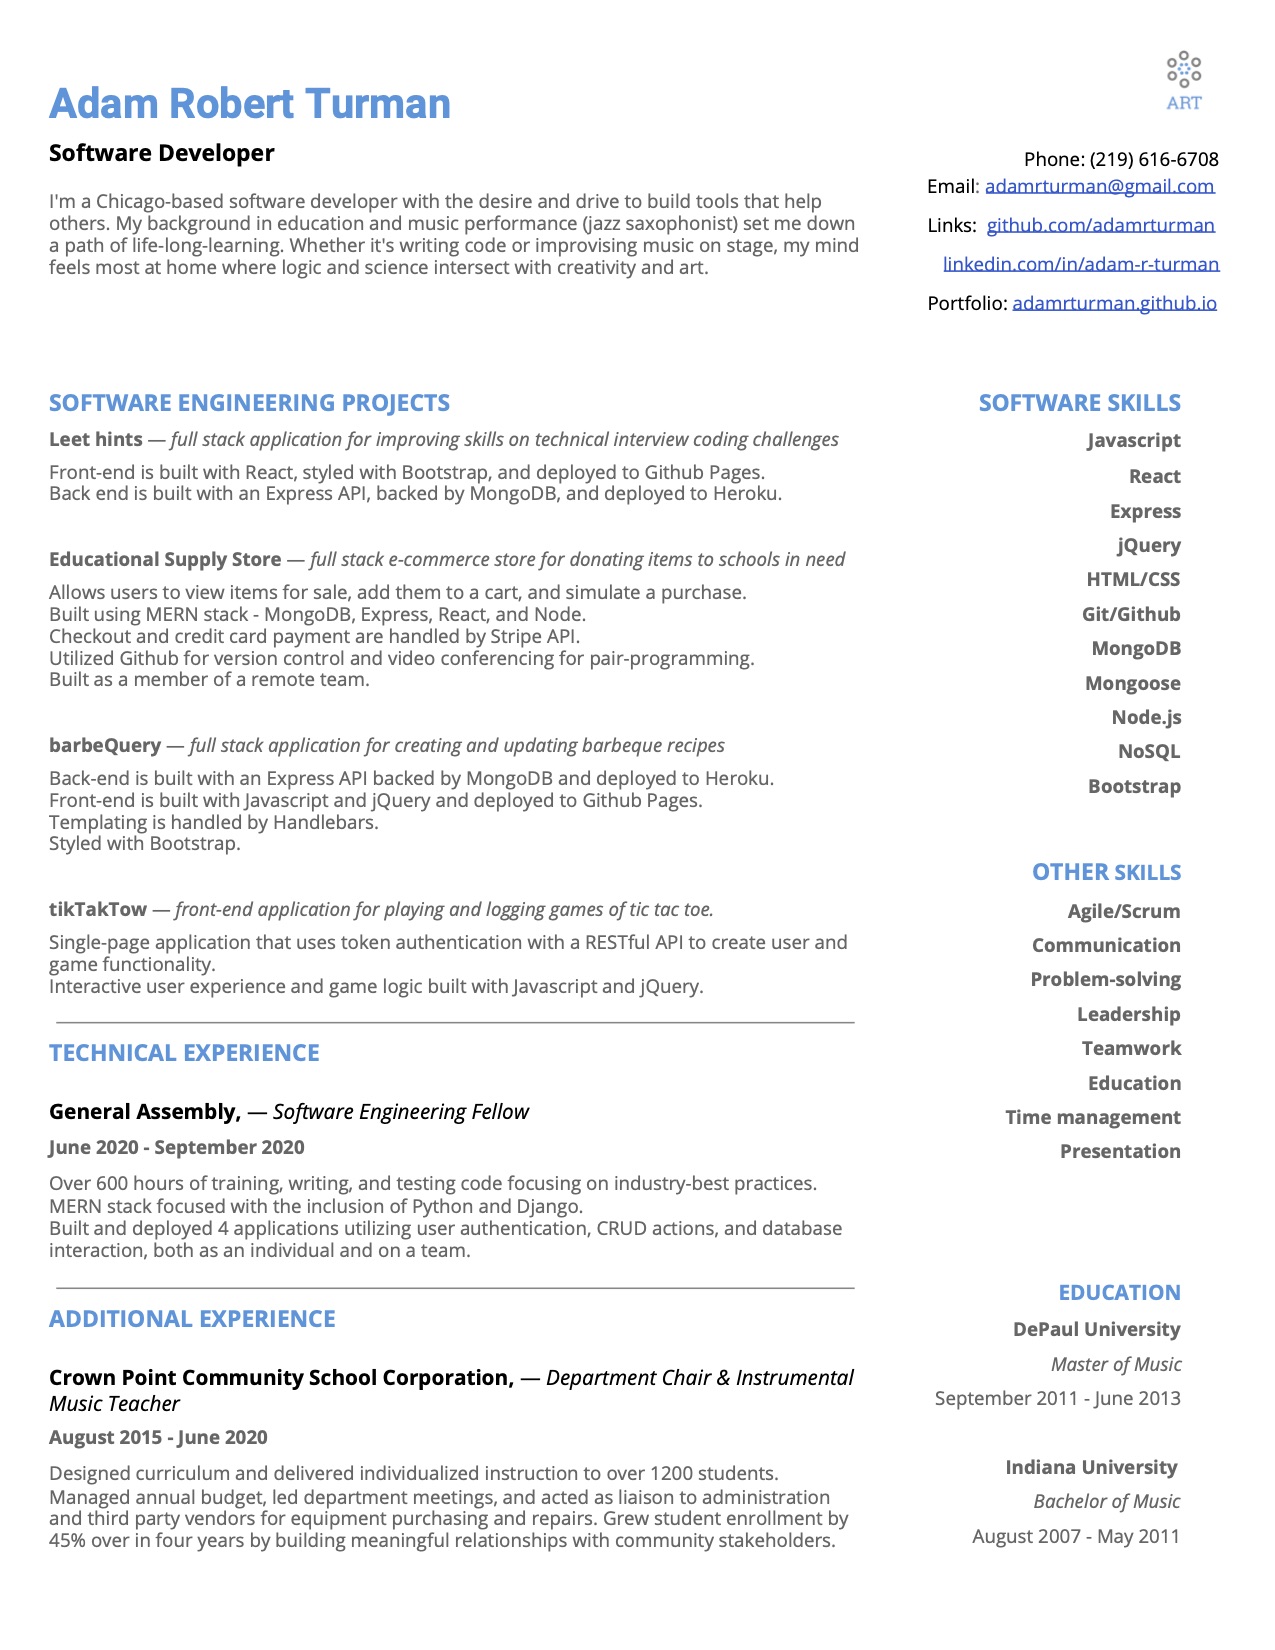 ART
Adam Robert Turman
Software Developer
I'm a Chicago-based software developer with the desire and drive to build tools that help
others. My background in education and music performance (jazz saxophonist) set me down
a path of life-long-learning. Whether it's writing code or improvising music on stage, my mind
feels most at home where logic and science intersect with creativity and art.
Phone: (219) 616-6708
Email: adamrturman@gmail.com
Links: github.com/adamrturman
linkedin.com/in/adam-r-turman
Portfolio: adamrturman.github.io
SOFTWARE ENGINEERING PROJECTS
Leet hints — full stack application for improving skills on technical interview coding challenges
Front-end is built with React, styled with Bootstrap, and deployed to Github Pages.
Back end is built with an Express API, backed by MongoDB, and deployed to Heroku.
Educational Supply Store — full stack e-commerce store for donating items to schools in need
Allows users to view items for sale, add them to a cart, and simulate a purchase.
Built using MERN stack - MongoDB, Express, React, and Node.
Checkout and credit card payment are handled by Stripe API.
Utilized Github for version control and video conferencing for pair-programming.
Built as a member of a remote team.
barbeQuery — full stack application for creating and updating barbeque recipes
Back-end is built with an Express API backed by MongoDB and deployed to Heroku.
Front-end is built with Javascript and jQuery and deployed to Github Pages.
Templating is handled by Handlebars.
Styled with Bootstrap.
tikTakTow — front-end application for playing and logging games of tic tac toe.
Single-page application that uses token authentication with a RESTful API to create user and
game functionality.
Interactive user experience and game logic built with Javascript and jQuery.
TECHNICAL EXPERIENCE
General Assembly, — Software Engineering Fellow
June 2020 - September 2020
Over 600 hours of training, writing, and testing code focusing on industry-best practices.
MERN stack focused with the inclusion of Python and Django.
Built and deployed 4 applications utilizing user authentication, CRUD actions, and database
interaction, both as an individual and on a team.
ADDITIONAL EXPERIENCE
Crown Point Community School Corporation, — Department Chair & Instrumental
Music Teacher
August 2015 - June 2020
Designed curriculum and delivered individualized instruction to over 1200 students.
Managed annual budget, led department meetings, and acted as liaison to administration
and third party vendors for equipment purchasing and repairs. Grew student enrollment by
45% over in four years by building meaningful relationships with community stakeholders.
SOFTWARE SKILLS
Javascript
React
Express
jQuery
HTML/CSS
Git/Github
MongoDB
Mongoose
Node.js
NoSQL
Bootstrap
OTHER SKILLS
Agile/Scrum
Communication
Problem-solving
Leadership
Teamwork
Education
Time management
Presentation
EDUCATION
DePaul University
Master of Music
September 2011 - June 2013
Indiana University
Bachelor of Music
August 2007 - May 2011